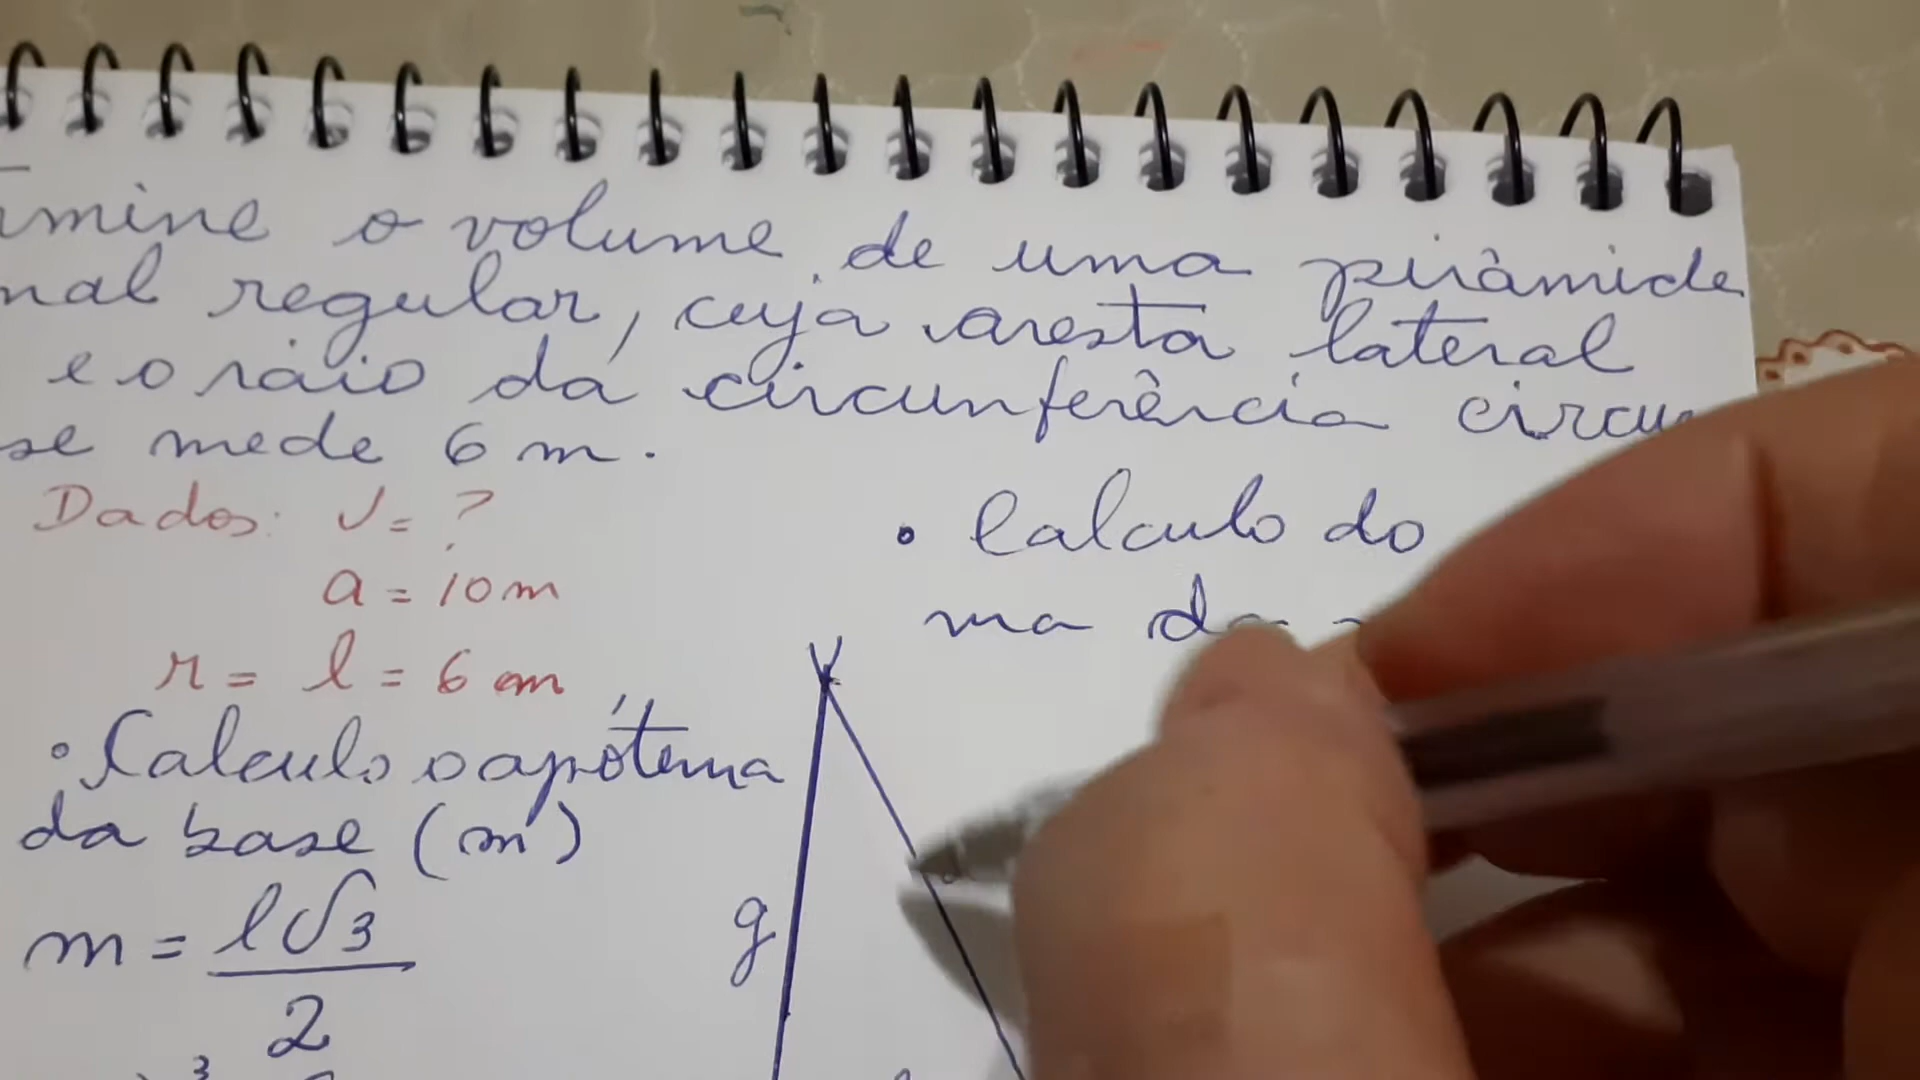 mine o volume de uma pirâmide
nal regular, cuja aresta lateral
e o raio da circunferência circu
se mede 6 m.
Dados: V = ?
a = 10 m
r = l = 6 m
• Calculo do
ma da
V
• Calculo o apótema
da base (m)
g
m = l√3
2
3